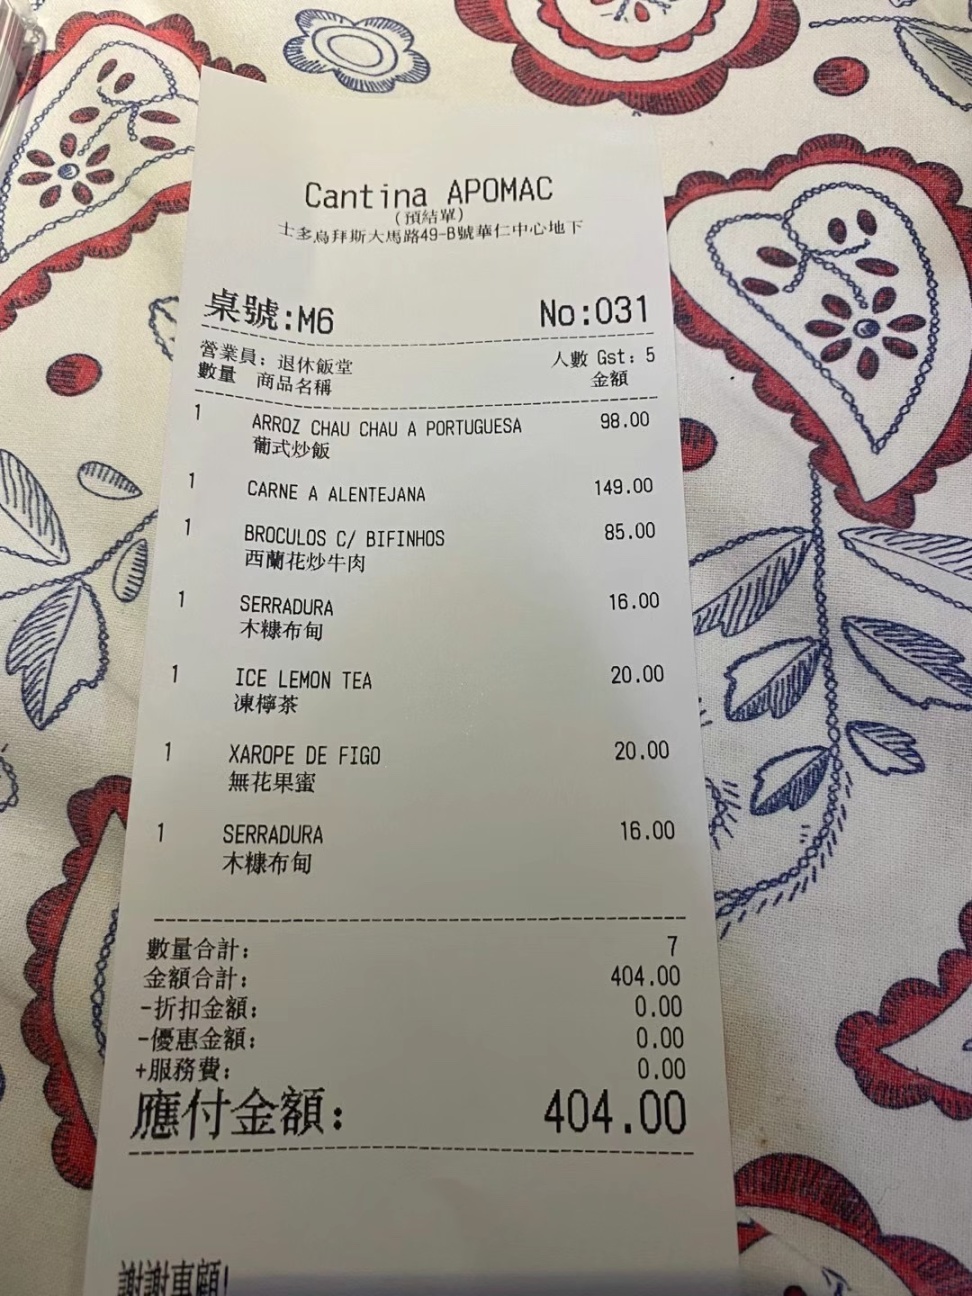 Cantina APOMAC
(預結單)
士多鳥拜斯大馬路49-B號華仁中心地下
桌號:M6 No:031
營業員: 退休飯堂 人數 Gst: 5
數量 商品名稱 金額
1 ARROZ CHAU CHAU A PORTUGUESA 98.00
葡式炒飯
1 CARNE A ALENTEJANA 149.00
1 BROCULOS C/ BIFINHOS 85.00
西蘭花炒牛肉
1 SERRADURA 16.00
木糠布甸
1 ICE LEMON TEA 20.00
凍檸茶
1 XAROPE DE FIGO 20.00
無花果蜜
1 SERRADURA 16.00
木糠布甸
數量合計: 7
金額合計: 404.00
-折扣金額: 0.00
-優惠金額: 0.00
+服務費: 0.00
應付金額: 404.00
謝謝惠顧!